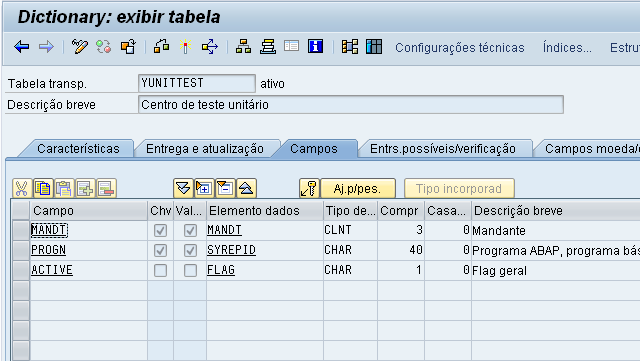 Dictionary: exibir tabela
Configurações técnicas Índices... Estru
Tabela transp. YUNITTEST ativo
Descrição breve Centro de teste unitário
Características Entrega e atualização Campos Entrs.possíveis/verificação Campos moeda/
Aj.p/pes. Tipo incorporad
Campo Chv Val... Elemento dados Tipo de... Compr Casa... Descrição breve
MANDT MANDT CLNT 3 0 Mandante
PROGN SYREPID CHAR 40 0 Programa ABAP, programa bás
ACTIVE FLAG CHAR 1 0 Flag geral